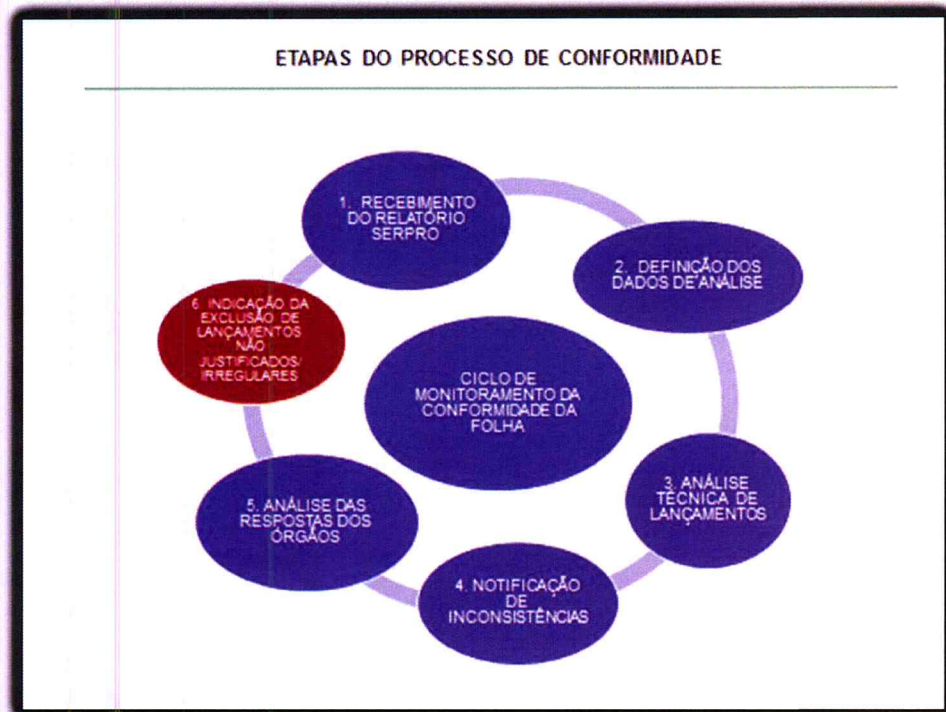 ETAPAS DO PROCESSO DE CONFORMIDADE
1. RECEBIMENTO
DO RELATÓRIO
SERPRO
2. DEFINIÇÃO DOS
DADOS DE ANÁLISE
3. ANÁLISE
TÉCNICA DE
LANÇAMENTOS
4. NOTIFICAÇÃO
DE
INCONSISTÊNCIAS
5. ANÁLISE DAS
RESPOSTAS DOS
ÓRGÃOS
6. INDICAÇÃO DA
EXCLUSÃO DE
LANÇAMENTOS
NÃO
JUSTIFICADOS/
IRREGULARES
CICLO DE
MONITORAMENTO DA
CONFORMIDADE DA
FOLHA